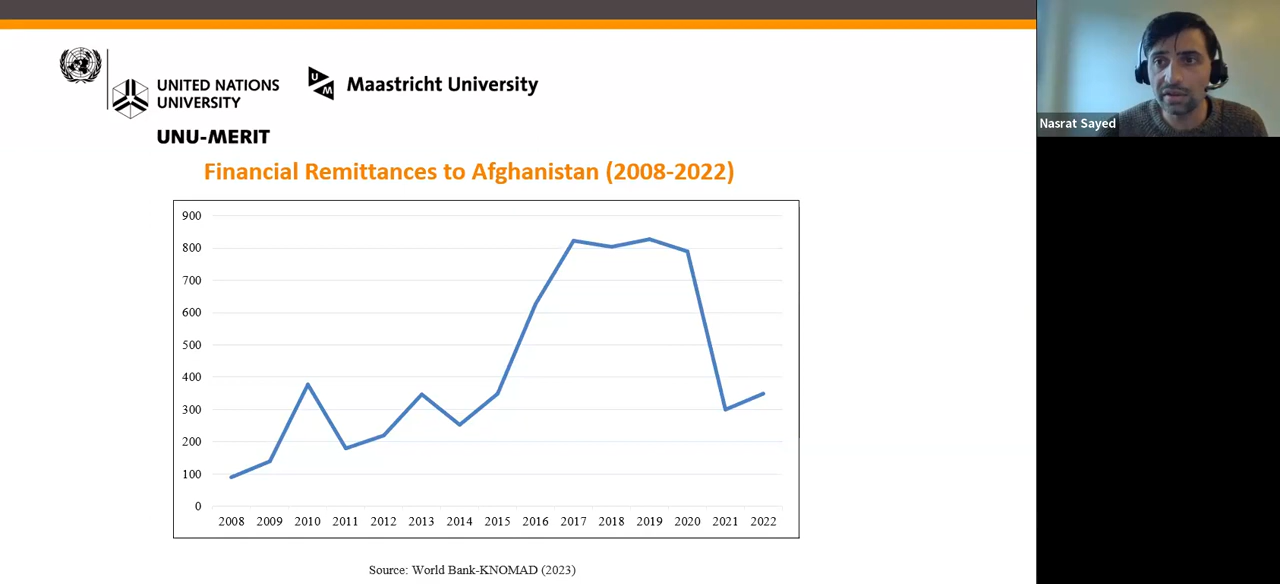 UNITED NATIONS
UNIVERSITY
UNU-MERIT
U
M
Maastricht University
Nasrat Sayed
Financial Remittances to Afghanistan (2008-2022)
900
800
700
600
500
400
300
200
100
0
2008 2009 2010 2011 2012 2013 2014 2015 2016 2017 2018 2019 2020 2021 2022
Source: World Bank-KNOMAD (2023)